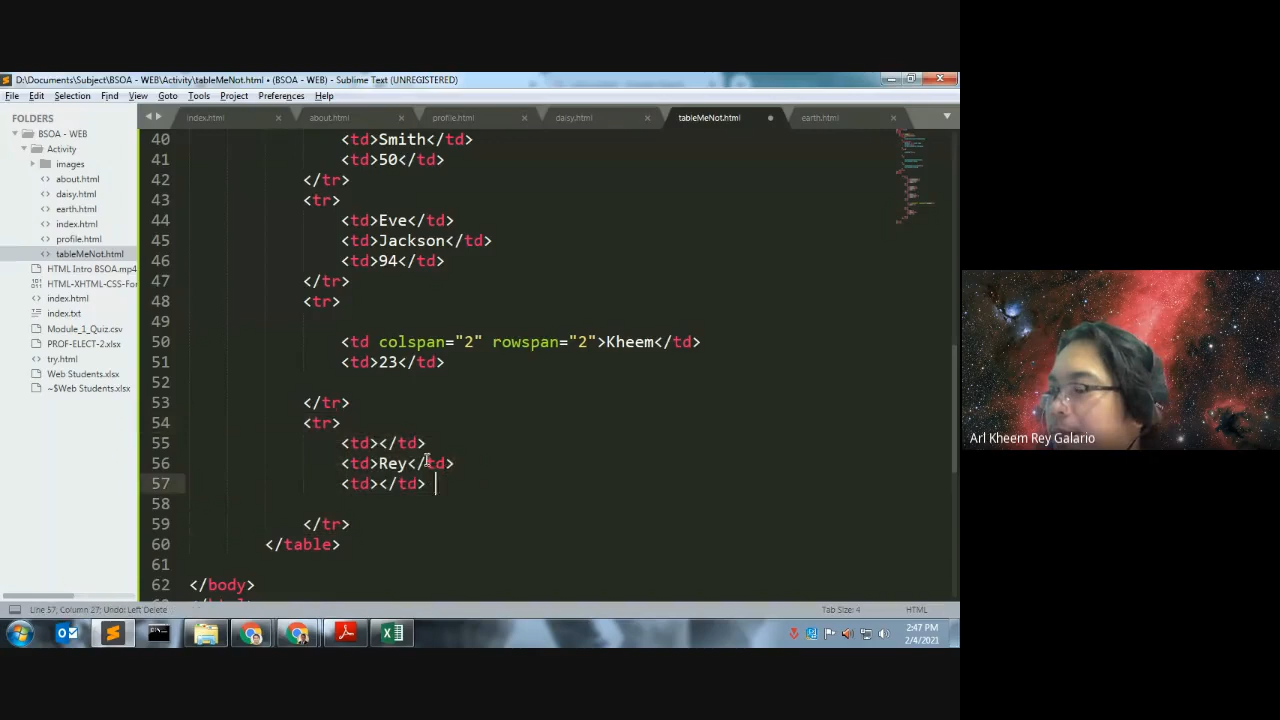 D:\Documents\Subject\BSOA - WEB\Activity\tableMeNot.html • (BSOA - WEB) - Sublime Text (UNREGISTERED)
File Edit Selection Find View Goto Tools Project Preferences Help
FOLDERS
BSOA - WEB
Activity
images
about.html
daisy.html
earth.html
index.html
profile.html
tableMeNot.html
HTML Intro BSOA.mp4
HTML-XHTML-CSS-For
index.html
index.txt
Module_1_Quiz.csv
PROF-ELECT-2.xlsx
try.html
Web Students.xlsx
~$Web Students.xlsx
index.html about.html profile.html daisy.html tableMeNot.html earth.html
40 <td>Smith</td>
41 <td>50</td>
42 </tr>
43 <tr>
44 <td>Eve</td>
45 <td>Jackson</td>
46 <td>94</td>
47 </tr>
48 <tr>
49
50 <td colspan="2" rowspan="2">Kheem</td>
51 <td>23</td>
52
53 </tr>
54 <tr>
55 <td></td>
56 <td>Rey</td>
57 <td></td>
58
59 </tr>
60 </table>
61
62 </body>
Line 57, Column 27; Undo: Left Delete Tab Size: 4 HTML
2:47 PM
2/4/2021
Arl Kheem Rey Galario